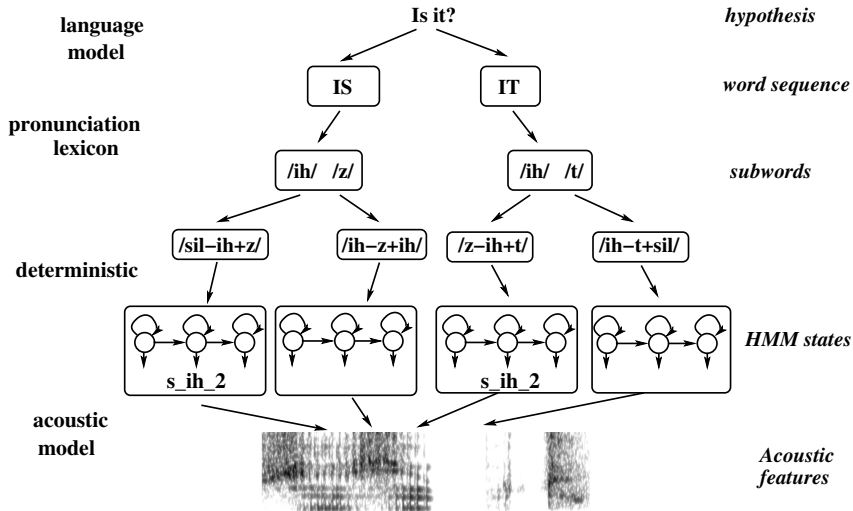 Is it?
hypothesis
language
model
IS
IT
word sequence
pronunciation
lexicon
/ih/ /z/
/ih/ /t/
subwords
/sil−ih+z/
/ih−z+ih/
/z−ih+t/
/ih−t+sil/
deterministic
HMM states
s_ih_2
s_ih_2
acoustic
model
Acoustic
features